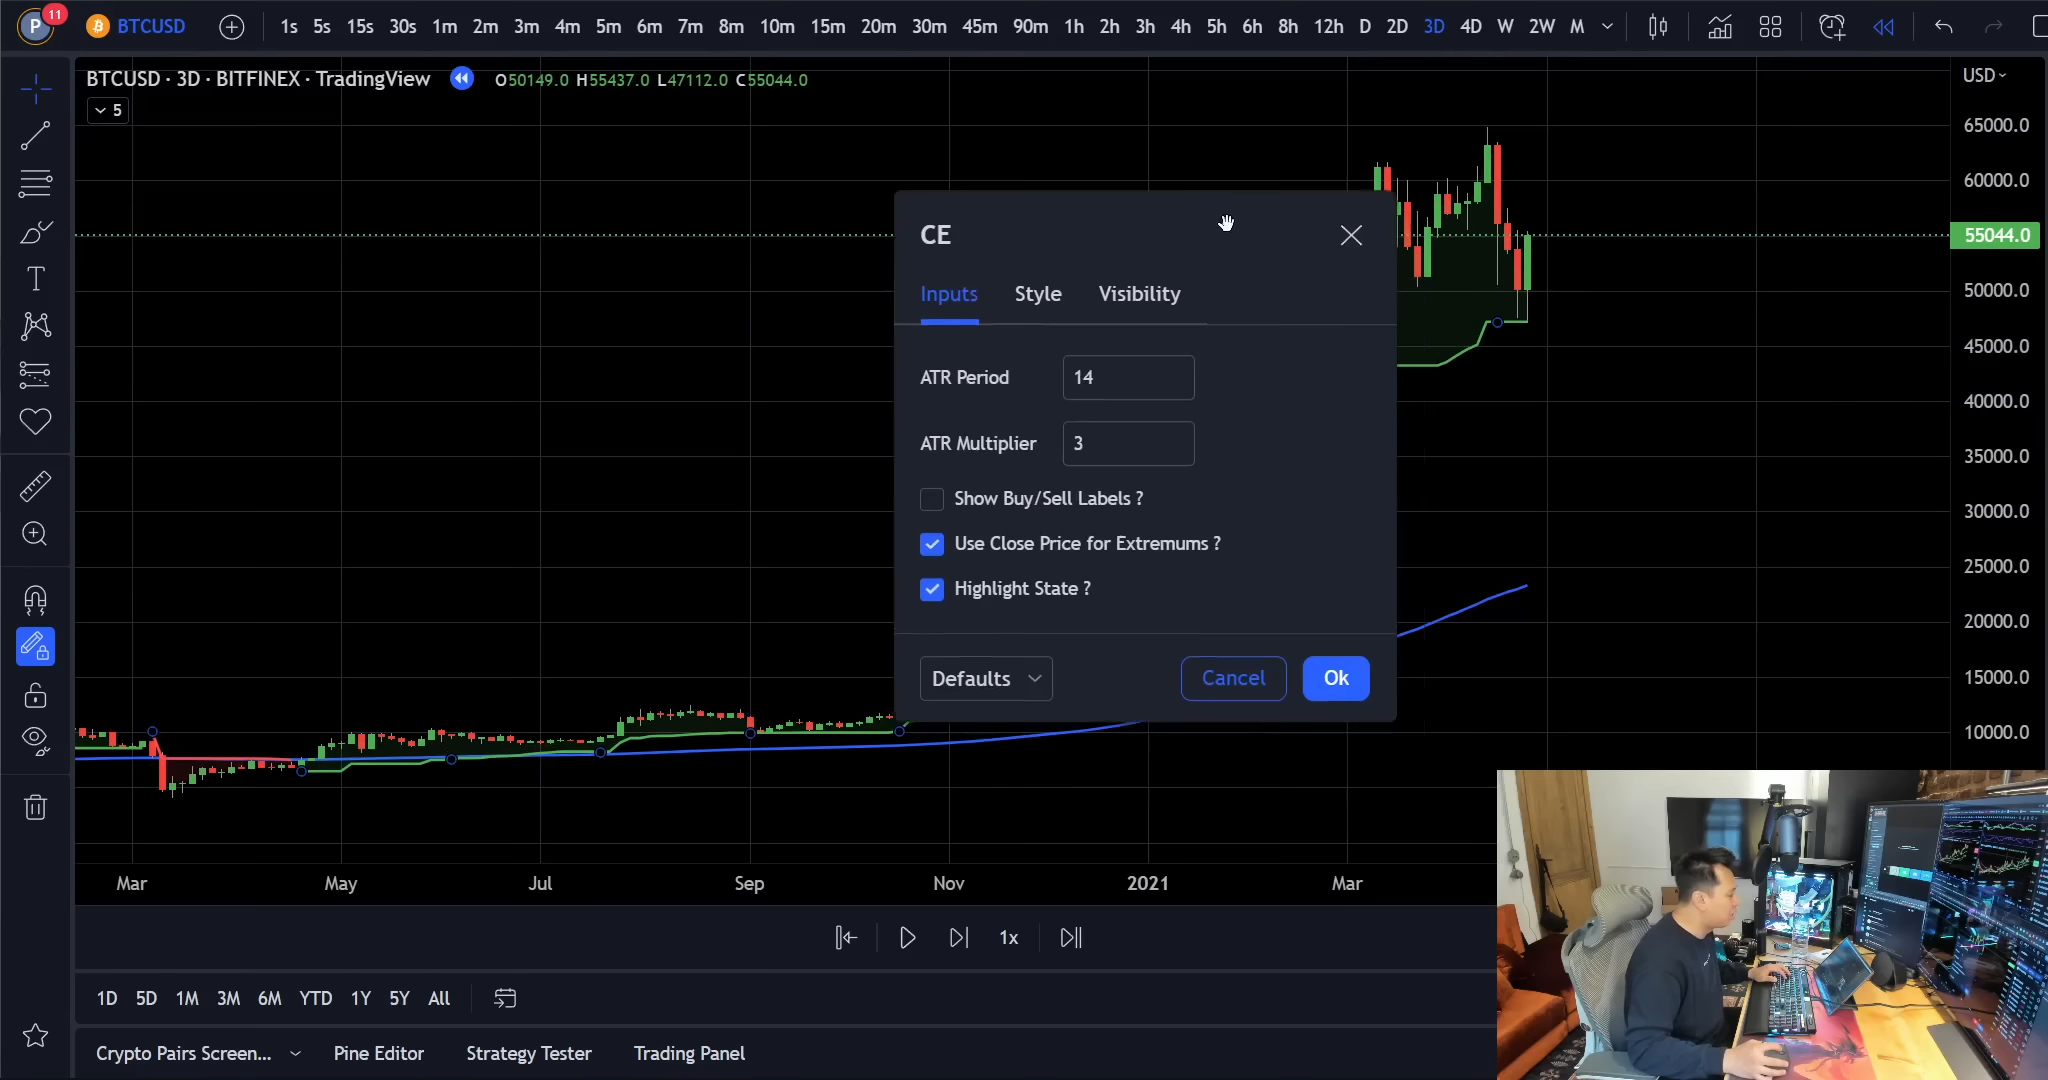 P 11 BTCUSD 1s 5s 15s 30s 1m 2m 3m 4m 5m 6m 7m 8m 10m 15m 20m 30m 45m 90m 1h 2h 3h 4h 5h 6h 8h 12h D 2D 3D 4D W 2W M
BTCUSD · 3D · BITFINEX · TradingView O50149.0 H55437.0 L47112.0 C55044.0
5
USD
65000.0
60000.0
55044.0
50000.0
45000.0
40000.0
35000.0
30000.0
25000.0
20000.0
15000.0
10000.0
CE
Inputs Style Visibility
ATR Period 14
ATR Multiplier 3
Show Buy/Sell Labels ?
Use Close Price for Extremums ?
Highlight State ?
Defaults Cancel Ok
Mar May Jul Sep Nov 2021 Mar
1x
1D 5D 1M 3M 6M YTD 1Y 5Y All
Crypto Pairs Screen... Pine Editor Strategy Tester Trading Panel